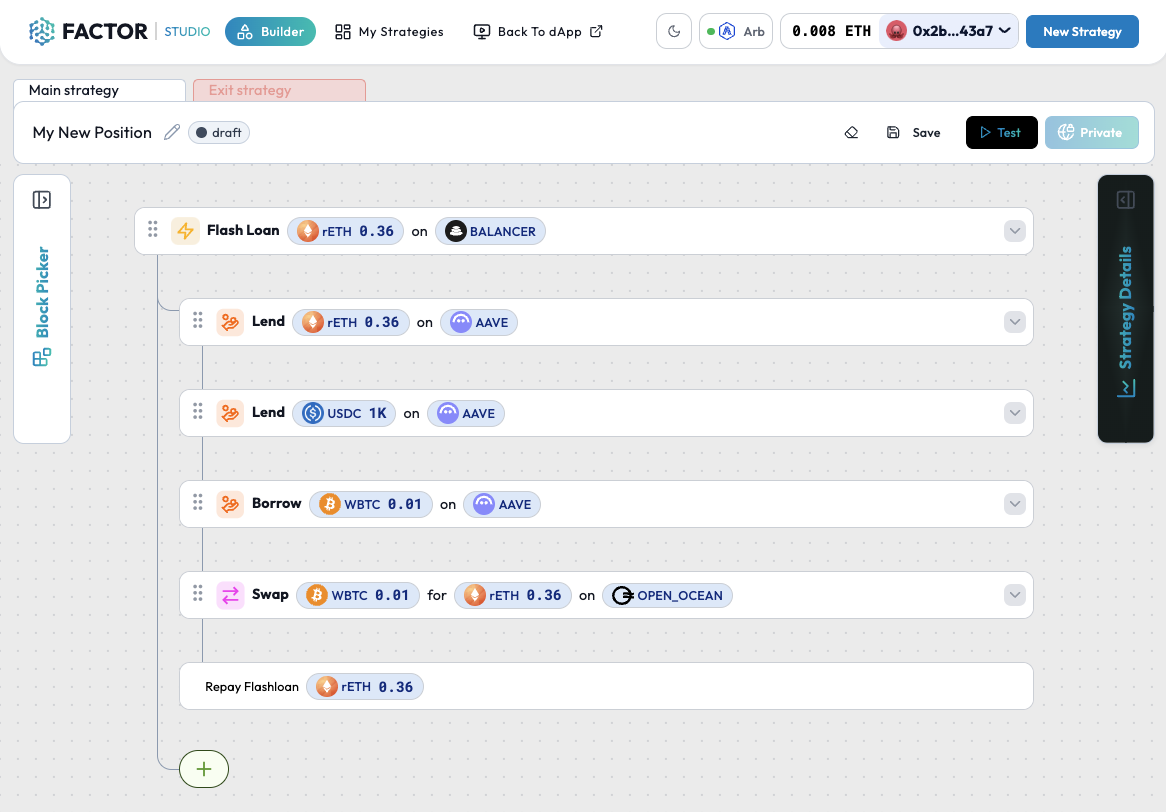 FACTOR STUDIO Builder My Strategies Back To dApp Arb 0.008 ETH 0x2b...43a7 New Strategy
Main strategy Exit strategy
My New Position draft Save Test Private
Block Picker
Strategy Details
Flash Loan rETH 0.36 on BALANCER
Lend rETH 0.36 on AAVE
Lend USDC 1K on AAVE
Borrow WBTC 0.01 on AAVE
Swap WBTC 0.01 for rETH 0.36 on OPEN_OCEAN
Repay Flashloan rETH 0.36